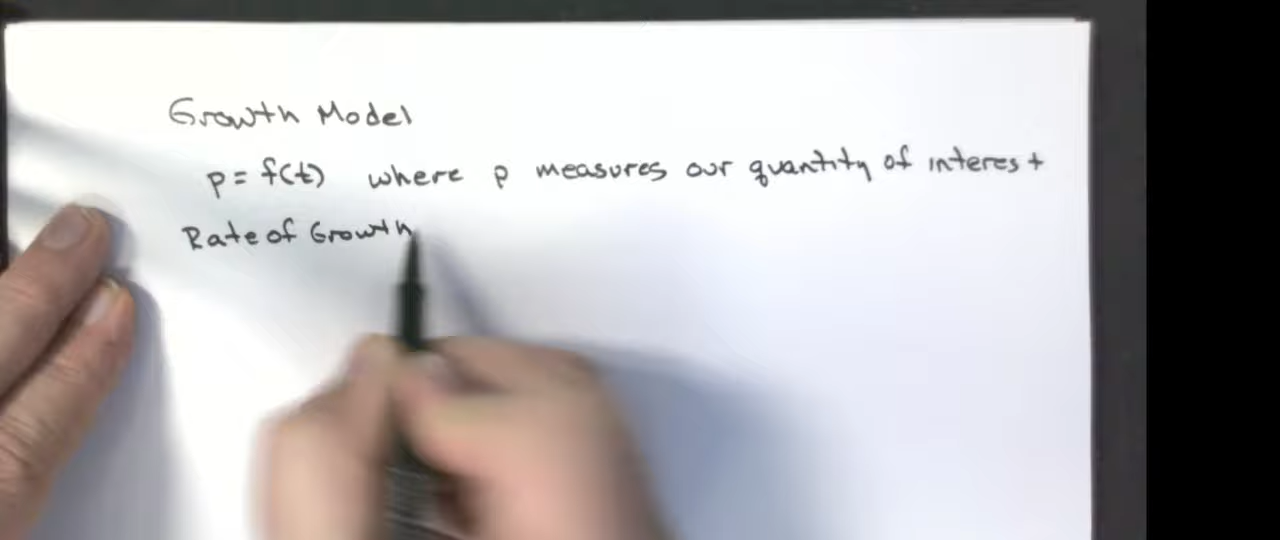 Growth Model
p = f(t) where p measures our quantity of interest
Rate of Growth